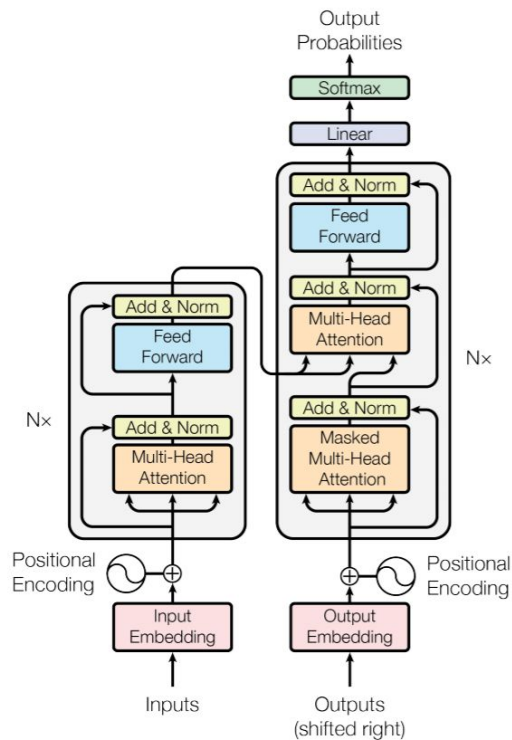 Output
Probabilities
Softmax
Linear
Add & Norm
Feed
Forward
Add & Norm
Multi-Head
Attention
Nx
Add & Norm
Masked
Multi-Head
Attention
Add & Norm
Feed
Forward
Nx
Add & Norm
Multi-Head
Attention
Positional
Encoding
Positional
Encoding
Input
Embedding
Output
Embedding
Inputs
Outputs
(shifted right)